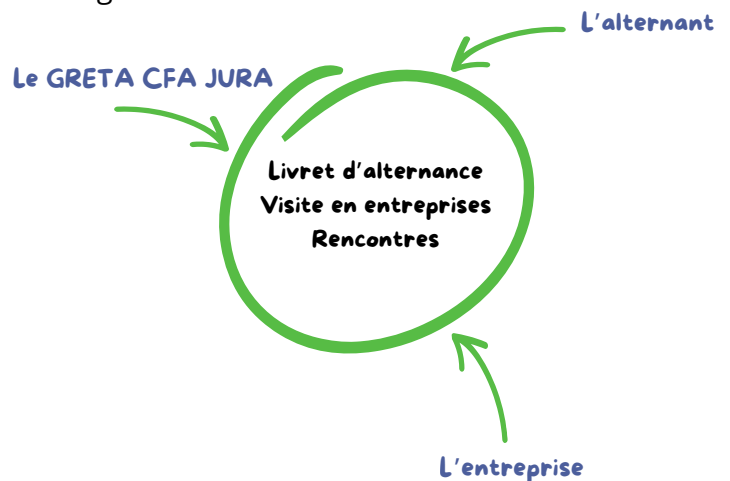 L'alternant
Le GRETA CFA JURA
Livret d'alternance
Visite en entreprises
Rencontres
L'entreprise